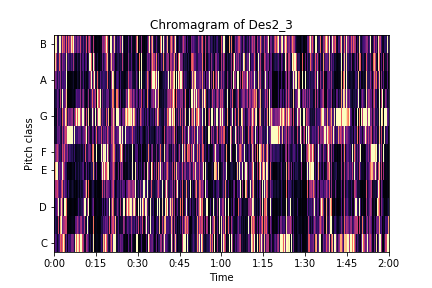 Chromagram of Des2_3
Pitch class
B
A
G
F
E
D
C
0:00 0:15 0:30 0:45 1:00 1:15 1:30 1:45 2:00
Time